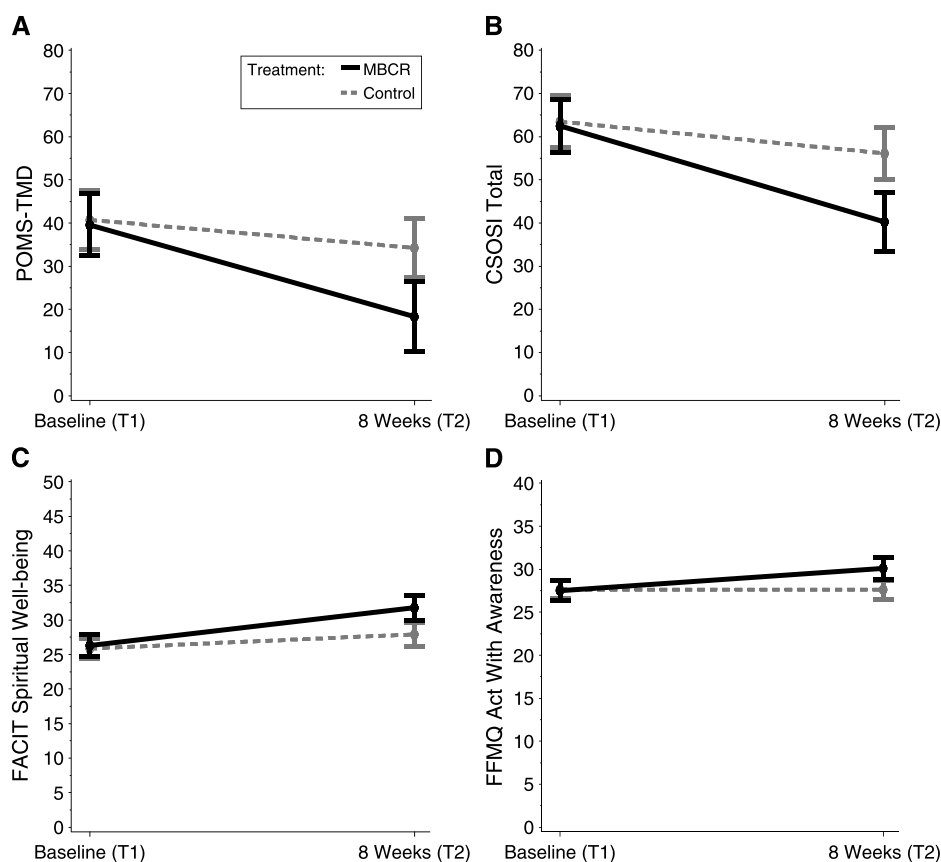 A
POMS-TMD
80
70
60
50
40
30
20
10
0
Treatment: MBCR
Control
Baseline (T1) 8 Weeks (T2)
B
CSOSI Total
80
70
60
50
40
30
20
10
0
Baseline (T1) 8 Weeks (T2)
C
FACIT Spiritual Well-being
50
45
40
35
30
25
20
15
10
5
0
Baseline (T1) 8 Weeks (T2)
D
FFMQ Act With Awareness
40
35
30
25
20
15
10
5
0
Baseline (T1) 8 Weeks (T2)